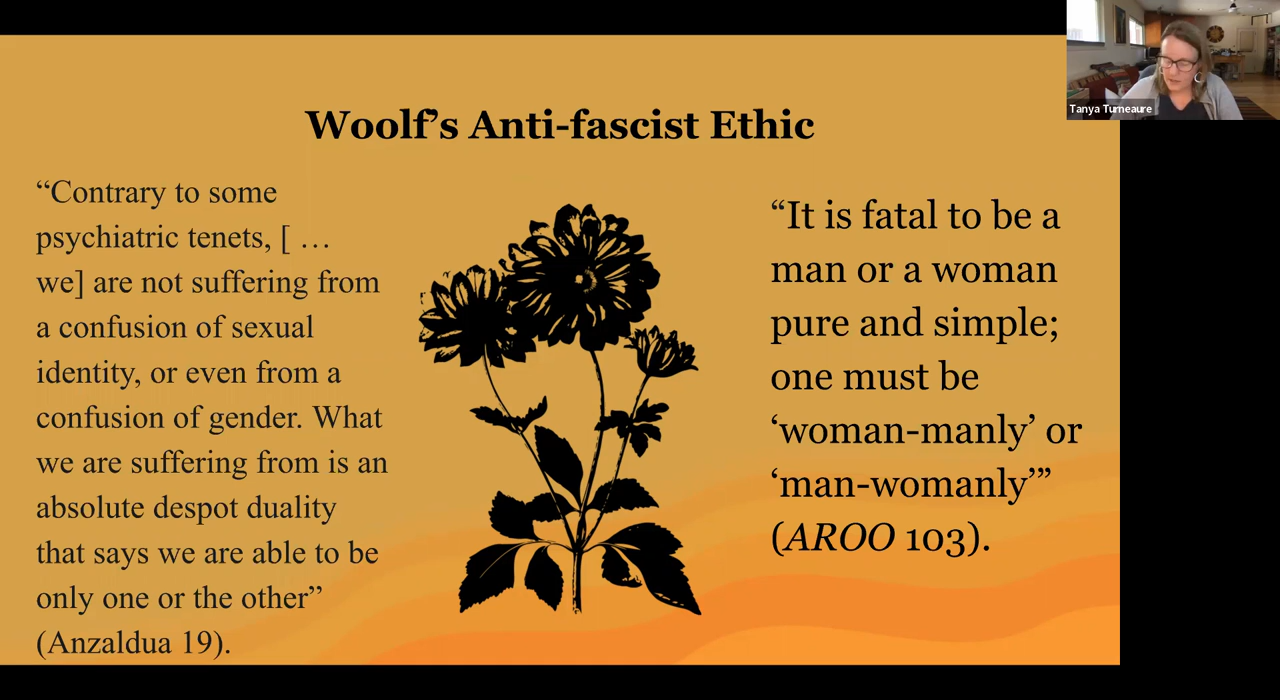 Tanya Turneaure
Woolf’s Anti-fascist Ethic
“Contrary to some
psychiatric tenets, [ …
we] are not suffering from
a confusion of sexual
identity, or even from a
confusion of gender. What
we are suffering from is an
absolute despot duality
that says we are able to be
only one or the other”
(Anzaldua 19).
“It is fatal to be a
man or a woman
pure and simple;
one must be
‘woman-manly’ or
‘man-womanly’”
(AROO 103).